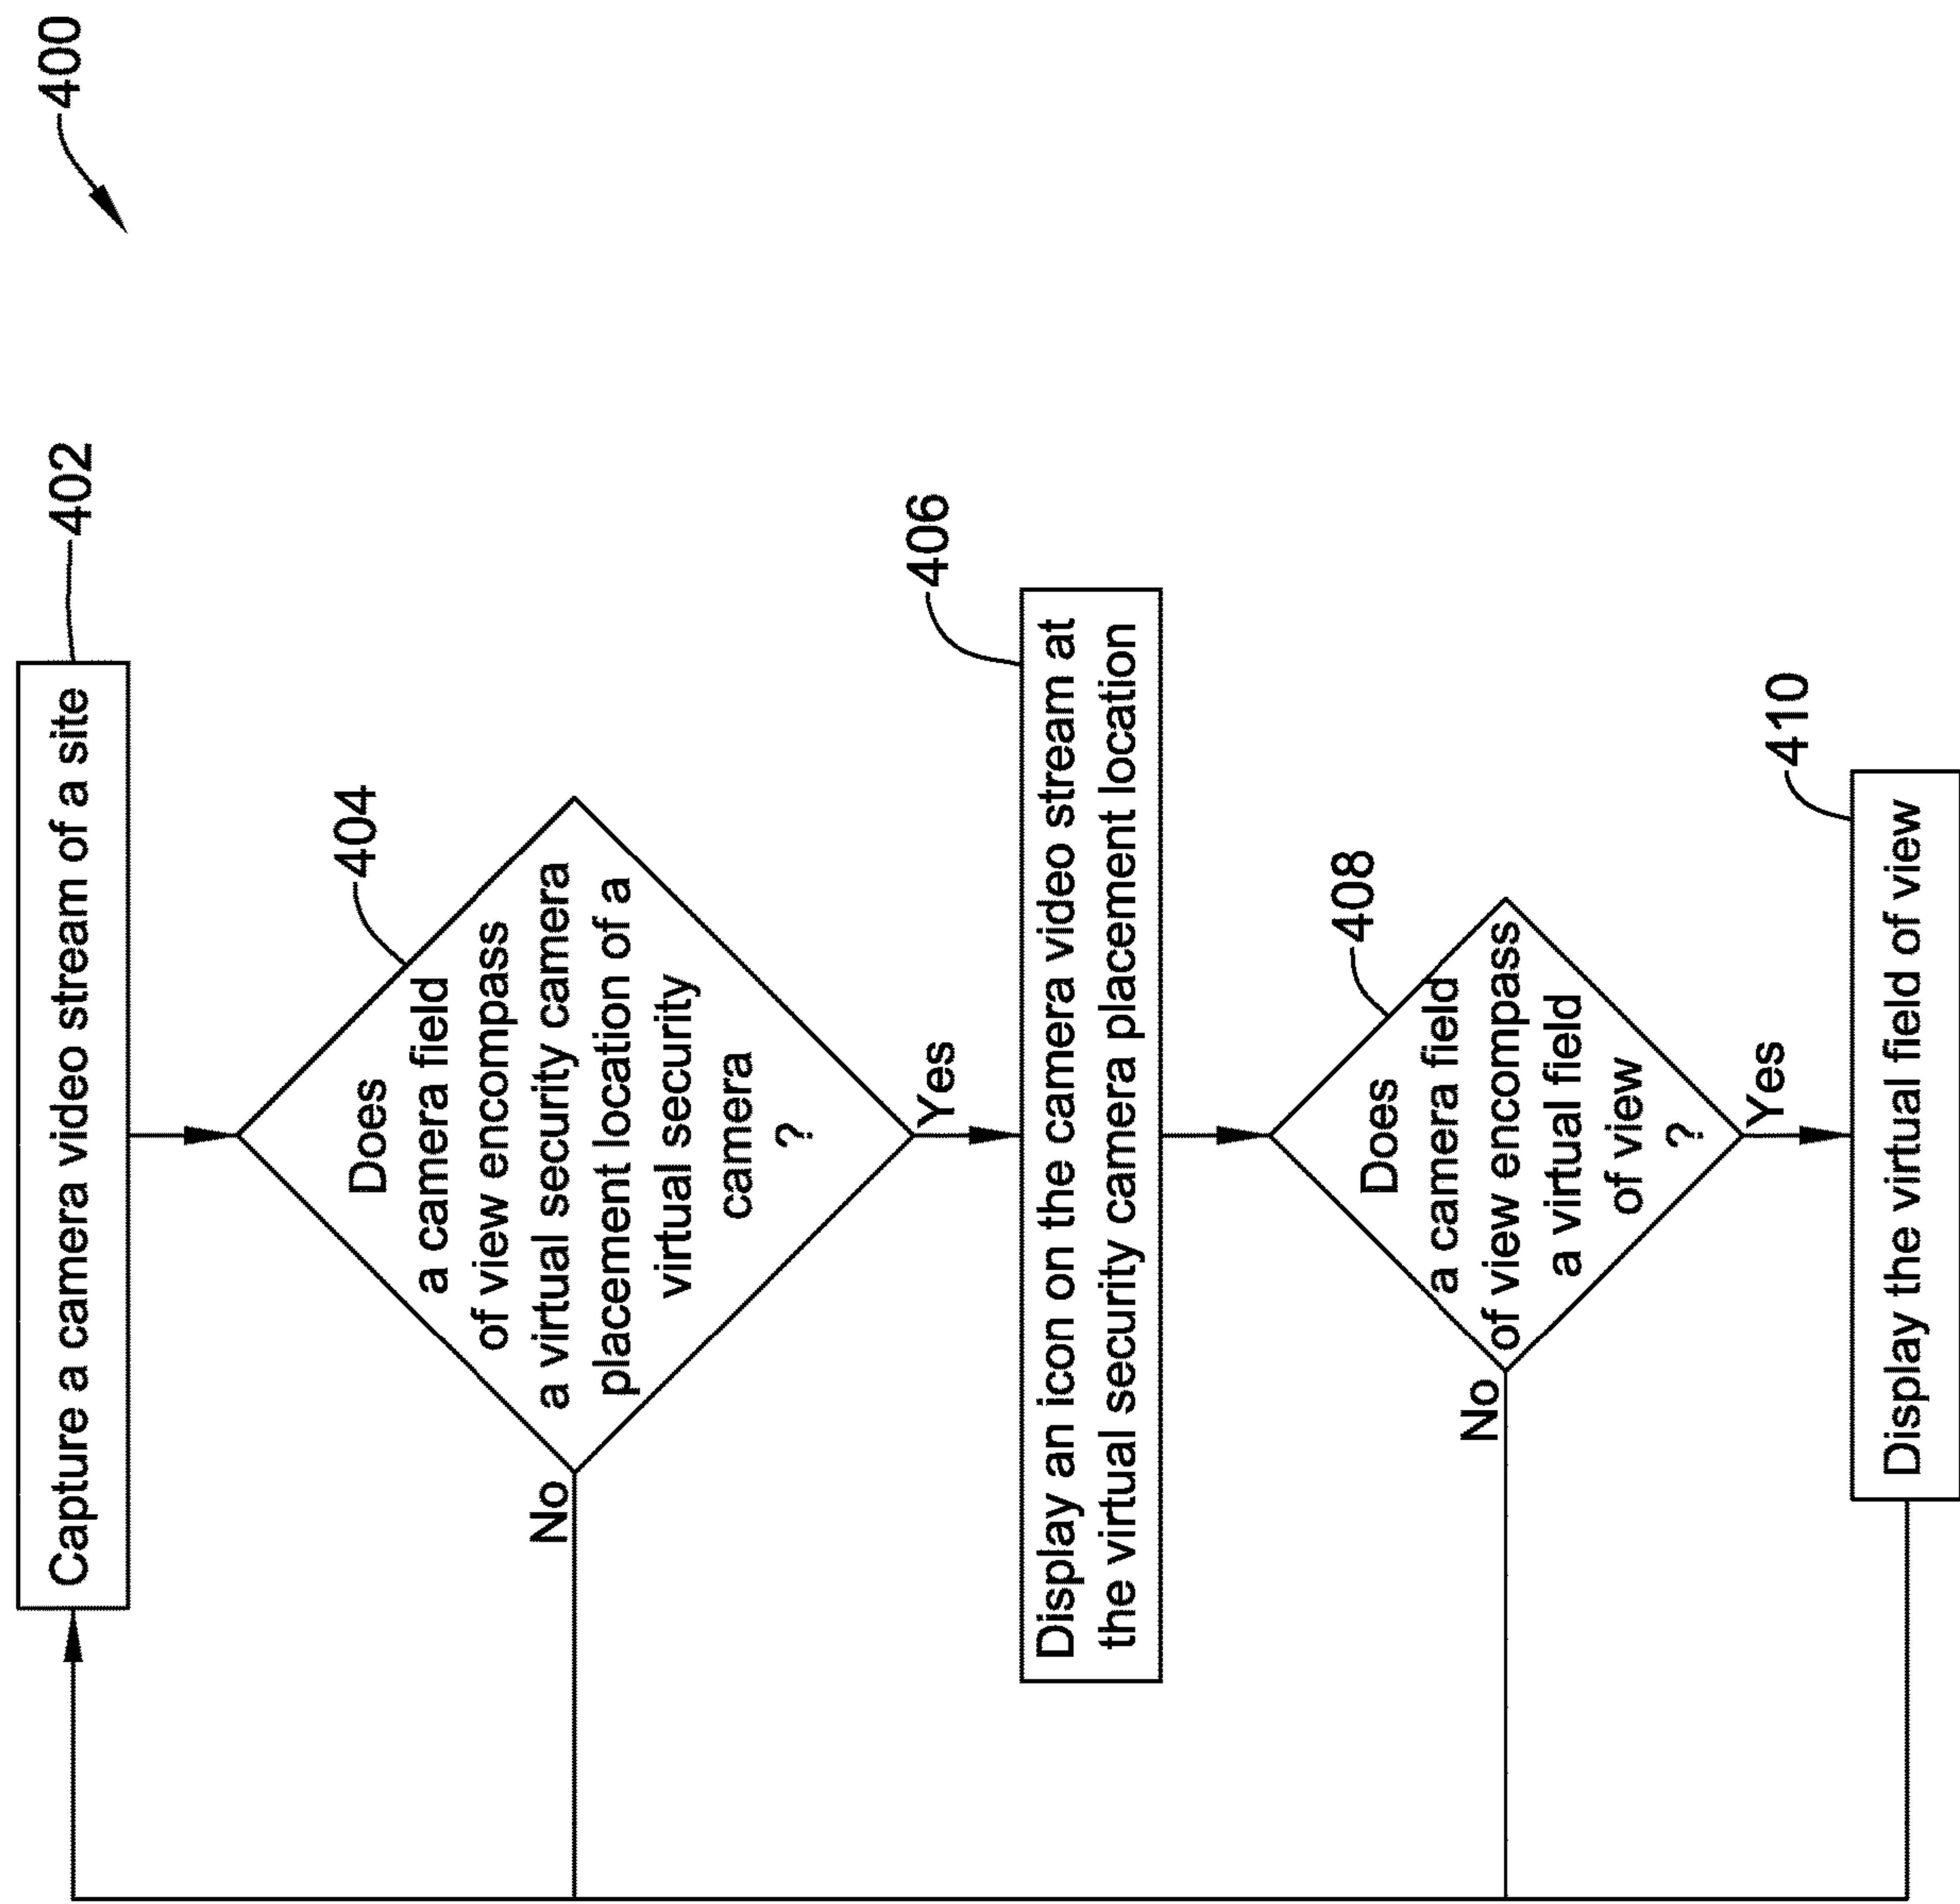 400
402
Capture a camera video stream of a site
404
Does
a camera field
of view encompass
a virtual security camera
placement location of a
virtual security
camera
?
No
Yes
406
Display an icon on the camera video stream at
the virtual security camera placement location
408
Does
a camera field
of view encompass
a virtual field
of view
?
No
Yes
410
Display the virtual field of view